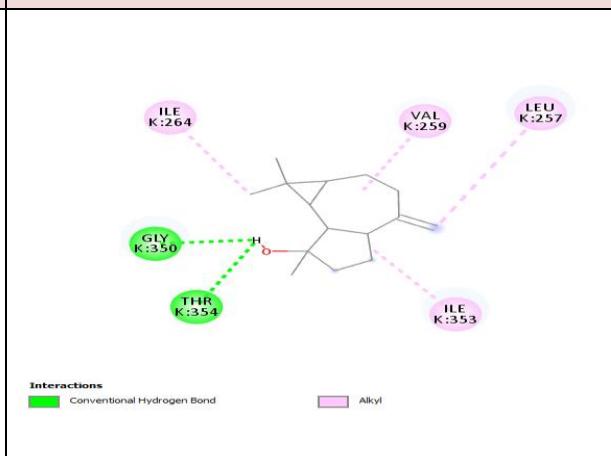 ILE
K:264
VAL
K:259
LEU
K:257
GLY
K:350
H
O
THR
K:354
ILE
K:353
Interactions
Conventional Hydrogen Bond
Alkyl